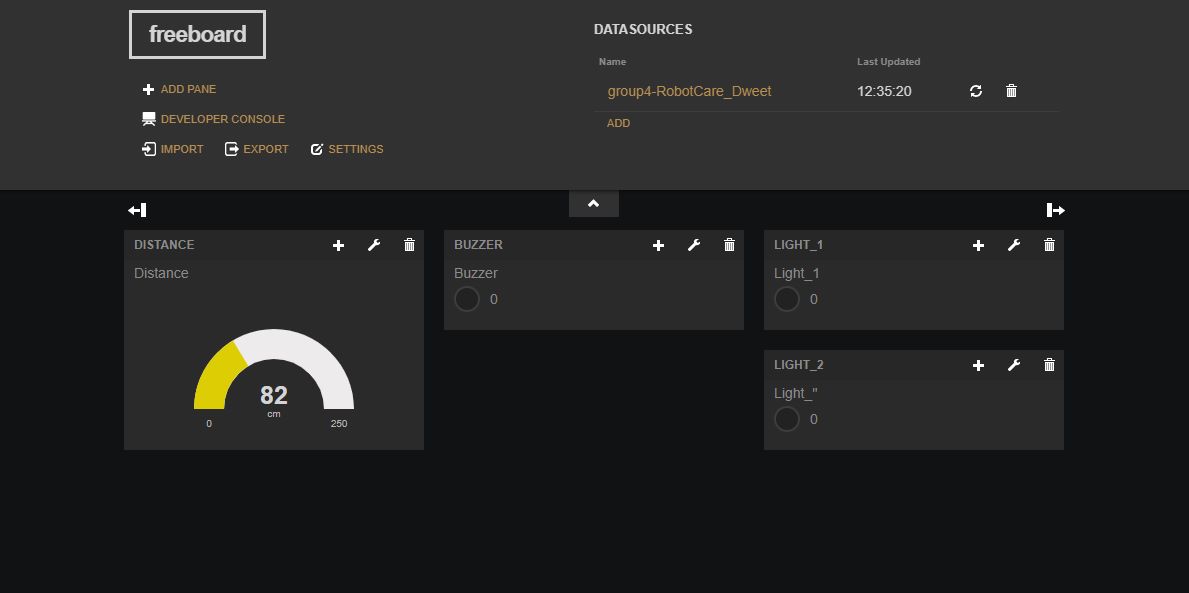 freeboard
ADD PANE
DEVELOPER CONSOLE
IMPORT EXPORT SETTINGS
DATASOURCES
Name Last Updated
group4-RobotCare_Dweet 12:35:20
ADD
DISTANCE
Distance
82
cm
0 250
BUZZER
Buzzer
0
LIGHT_1
Light_1
0
LIGHT_2
Light_"
0